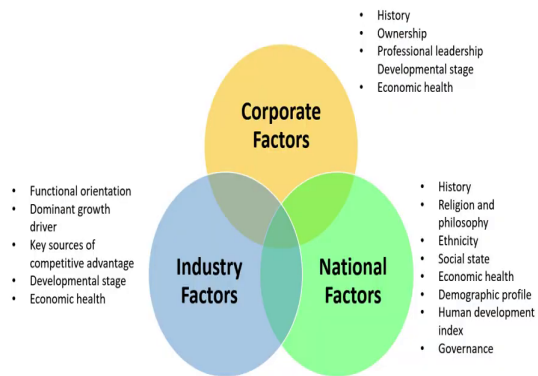 • History
• Ownership
• Professional leadership
Developmental stage
• Economic health
Corporate
Factors
• Functional orientation
• Dominant growth
driver
• Key sources of
competitive advantage
• Developmental stage
• Economic health
Industry
Factors
National
Factors
• History
• Religion and
philosophy
• Ethnicity
• Social state
• Economic health
• Demographic profile
• Human development
index
• Governance